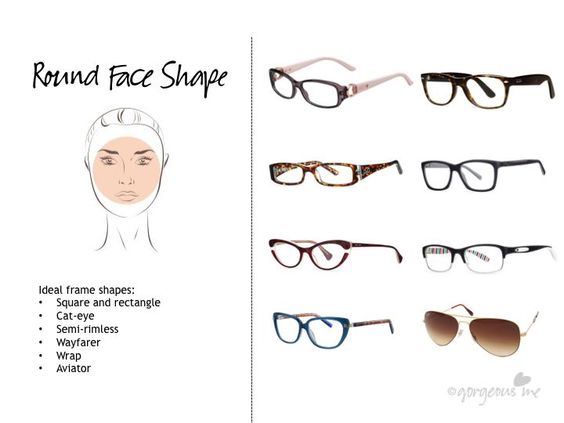 Round Face Shape
Ideal frame shapes:
• Square and rectangle
• Cat-eye
• Semi-rimless
• Wayfarer
• Wrap
• Aviator
©gorgeous me